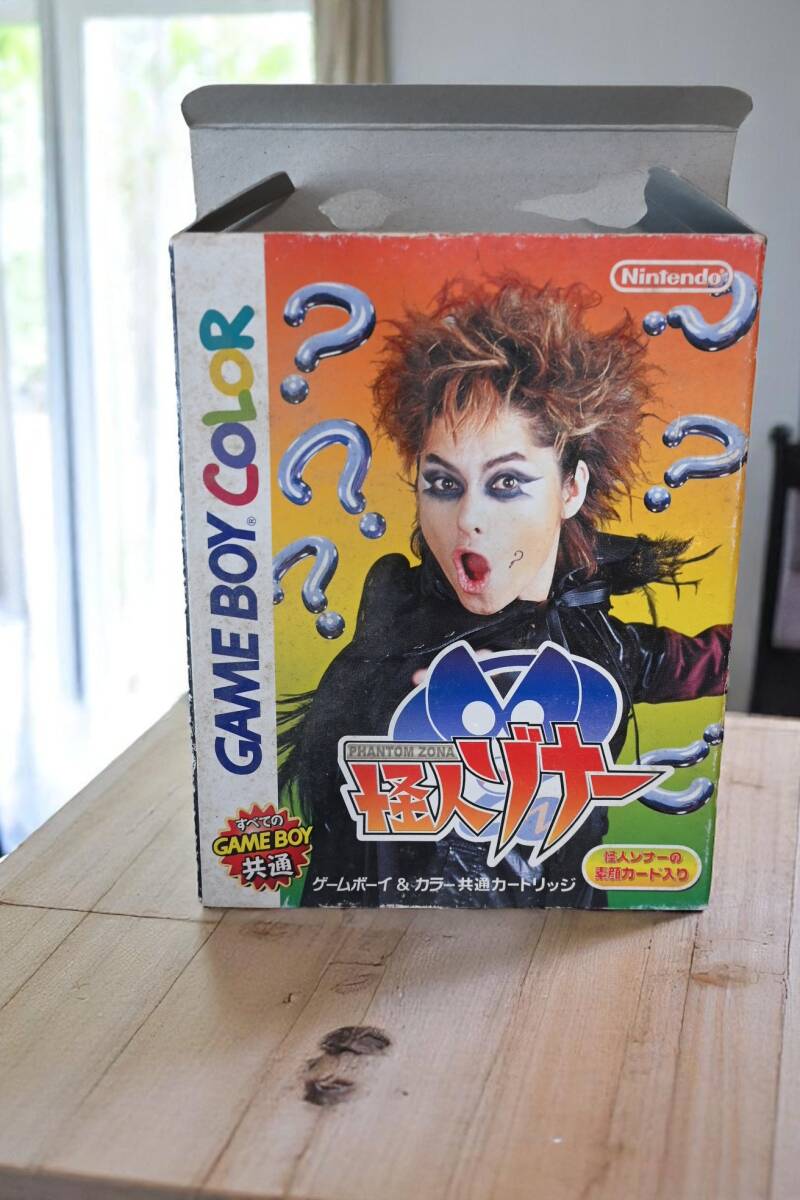 Nintendo®
GAME BOY® COLOR
PHANTOM ZONA
怪人ゾナー
すべての
GAME BOY
共通
ゲームボーイ & カラー共通カートリッジ
怪人ゾナーの
素顔カード入り
?
?
?
?
?
?
?